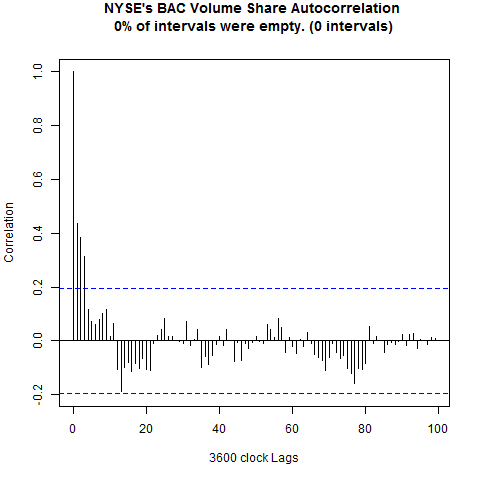 NYSE's BAC Volume Share Autocorrelation
0% of intervals were empty. (0 intervals)
Correlation
1.0
0.8
0.6
0.4
0.2
0.0
-0.2
0 20 40 60 80 100
3600 clock Lags